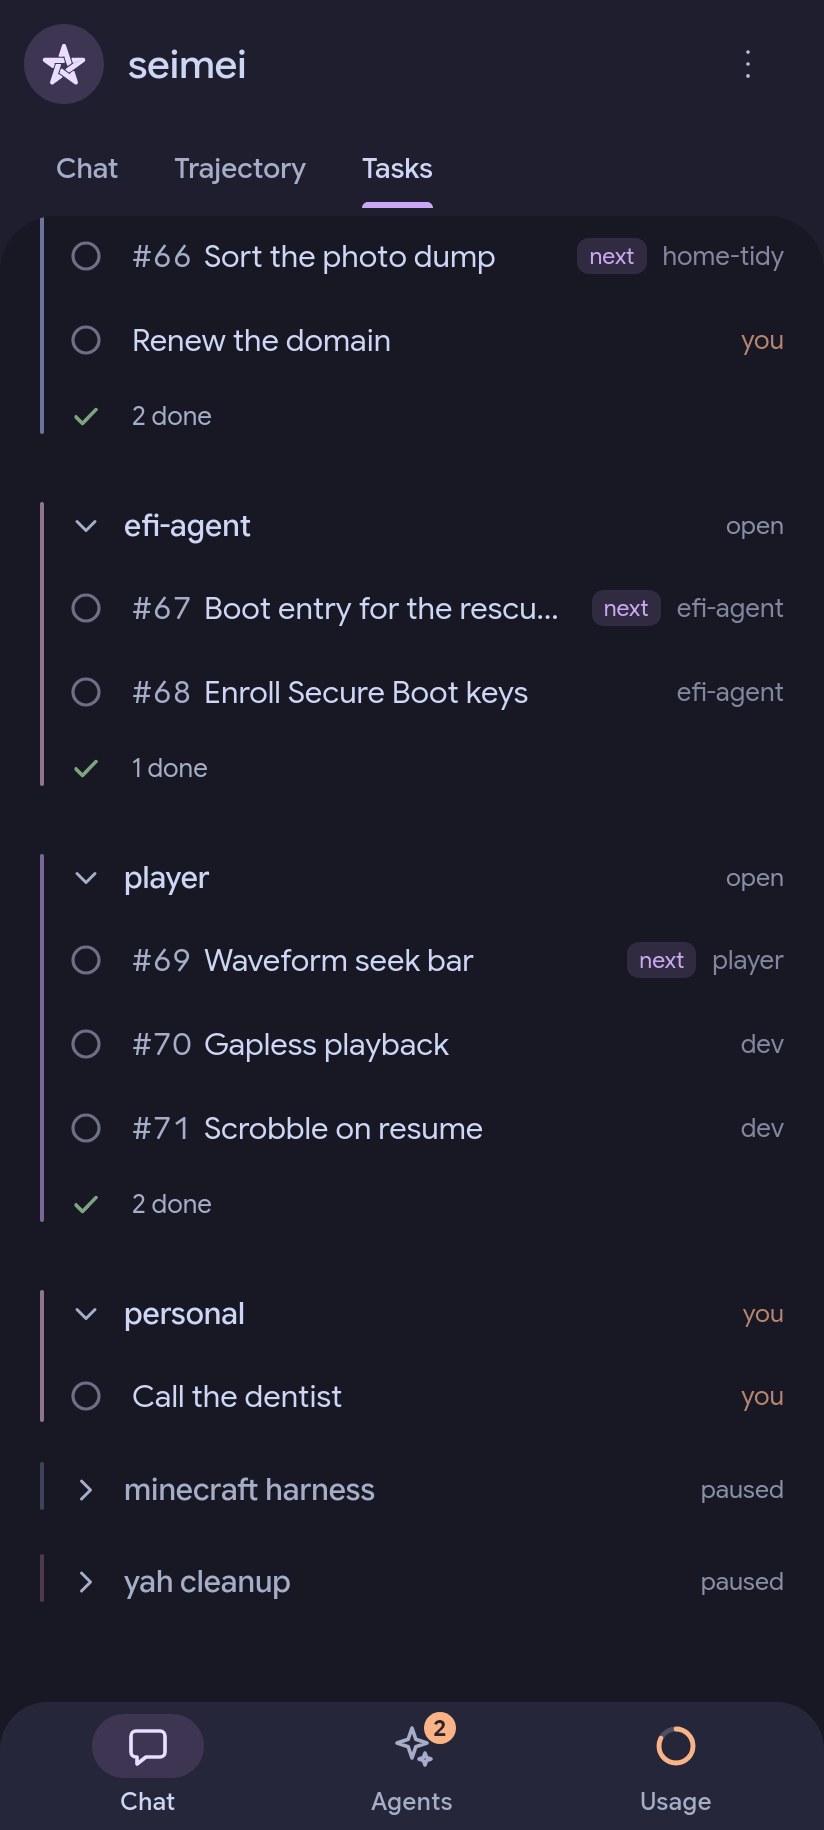 seimei
Chat Trajectory Tasks
#66 Sort the photo dump next home-tidy
Renew the domain you
2 done
efi-agent open
#67 Boot entry for the rescu... next efi-agent
#68 Enroll Secure Boot keys efi-agent
1 done
player open
#69 Waveform seek bar next player
#70 Gapless playback dev
#71 Scrobble on resume dev
2 done
personal you
Call the dentist you
minecraft harness paused
yah cleanup paused
2
Chat Agents Usage